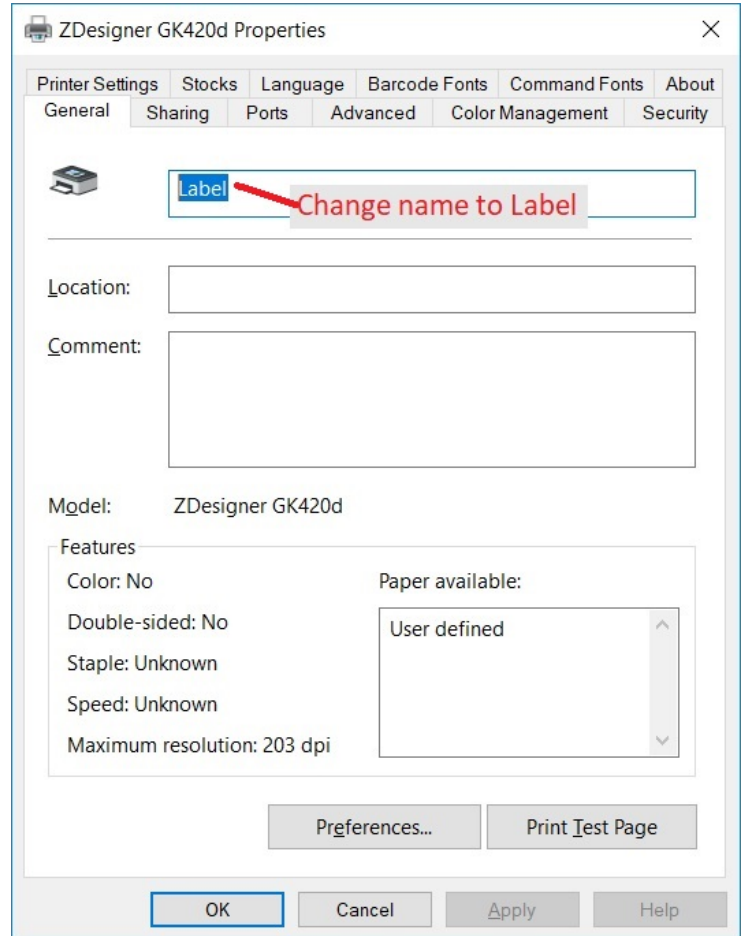 ZDesigner GK420d Properties
Printer Settings Stocks Language Barcode Fonts Command Fonts About
General Sharing Ports Advanced Color Management Security
Label
Change name to Label
Location:
Comment:
Model: ZDesigner GK420d
Features
Color: No
Paper available:
Double-sided: No
User defined
Staple: Unknown
Speed: Unknown
Maximum resolution: 203 dpi
Preferences...
Print Test Page
OK
Cancel
Apply
Help